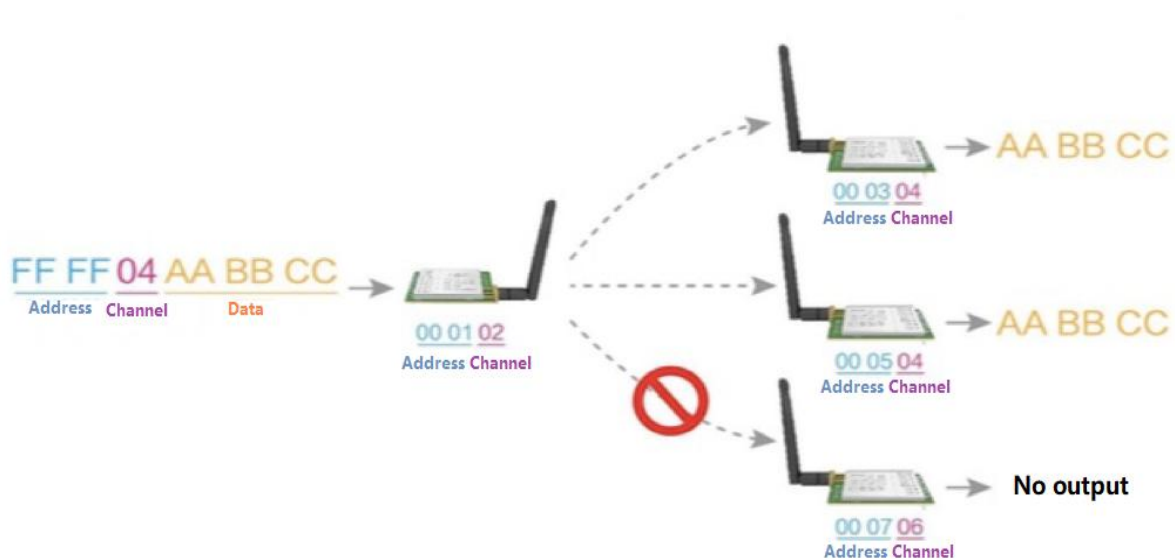 FF FF 04 AA BB CC
Address Channel Data
00 01 02
Address Channel
00 03 04
Address Channel
AA BB CC
00 05 04
Address Channel
AA BB CC
00 07 06
Address Channel
No output